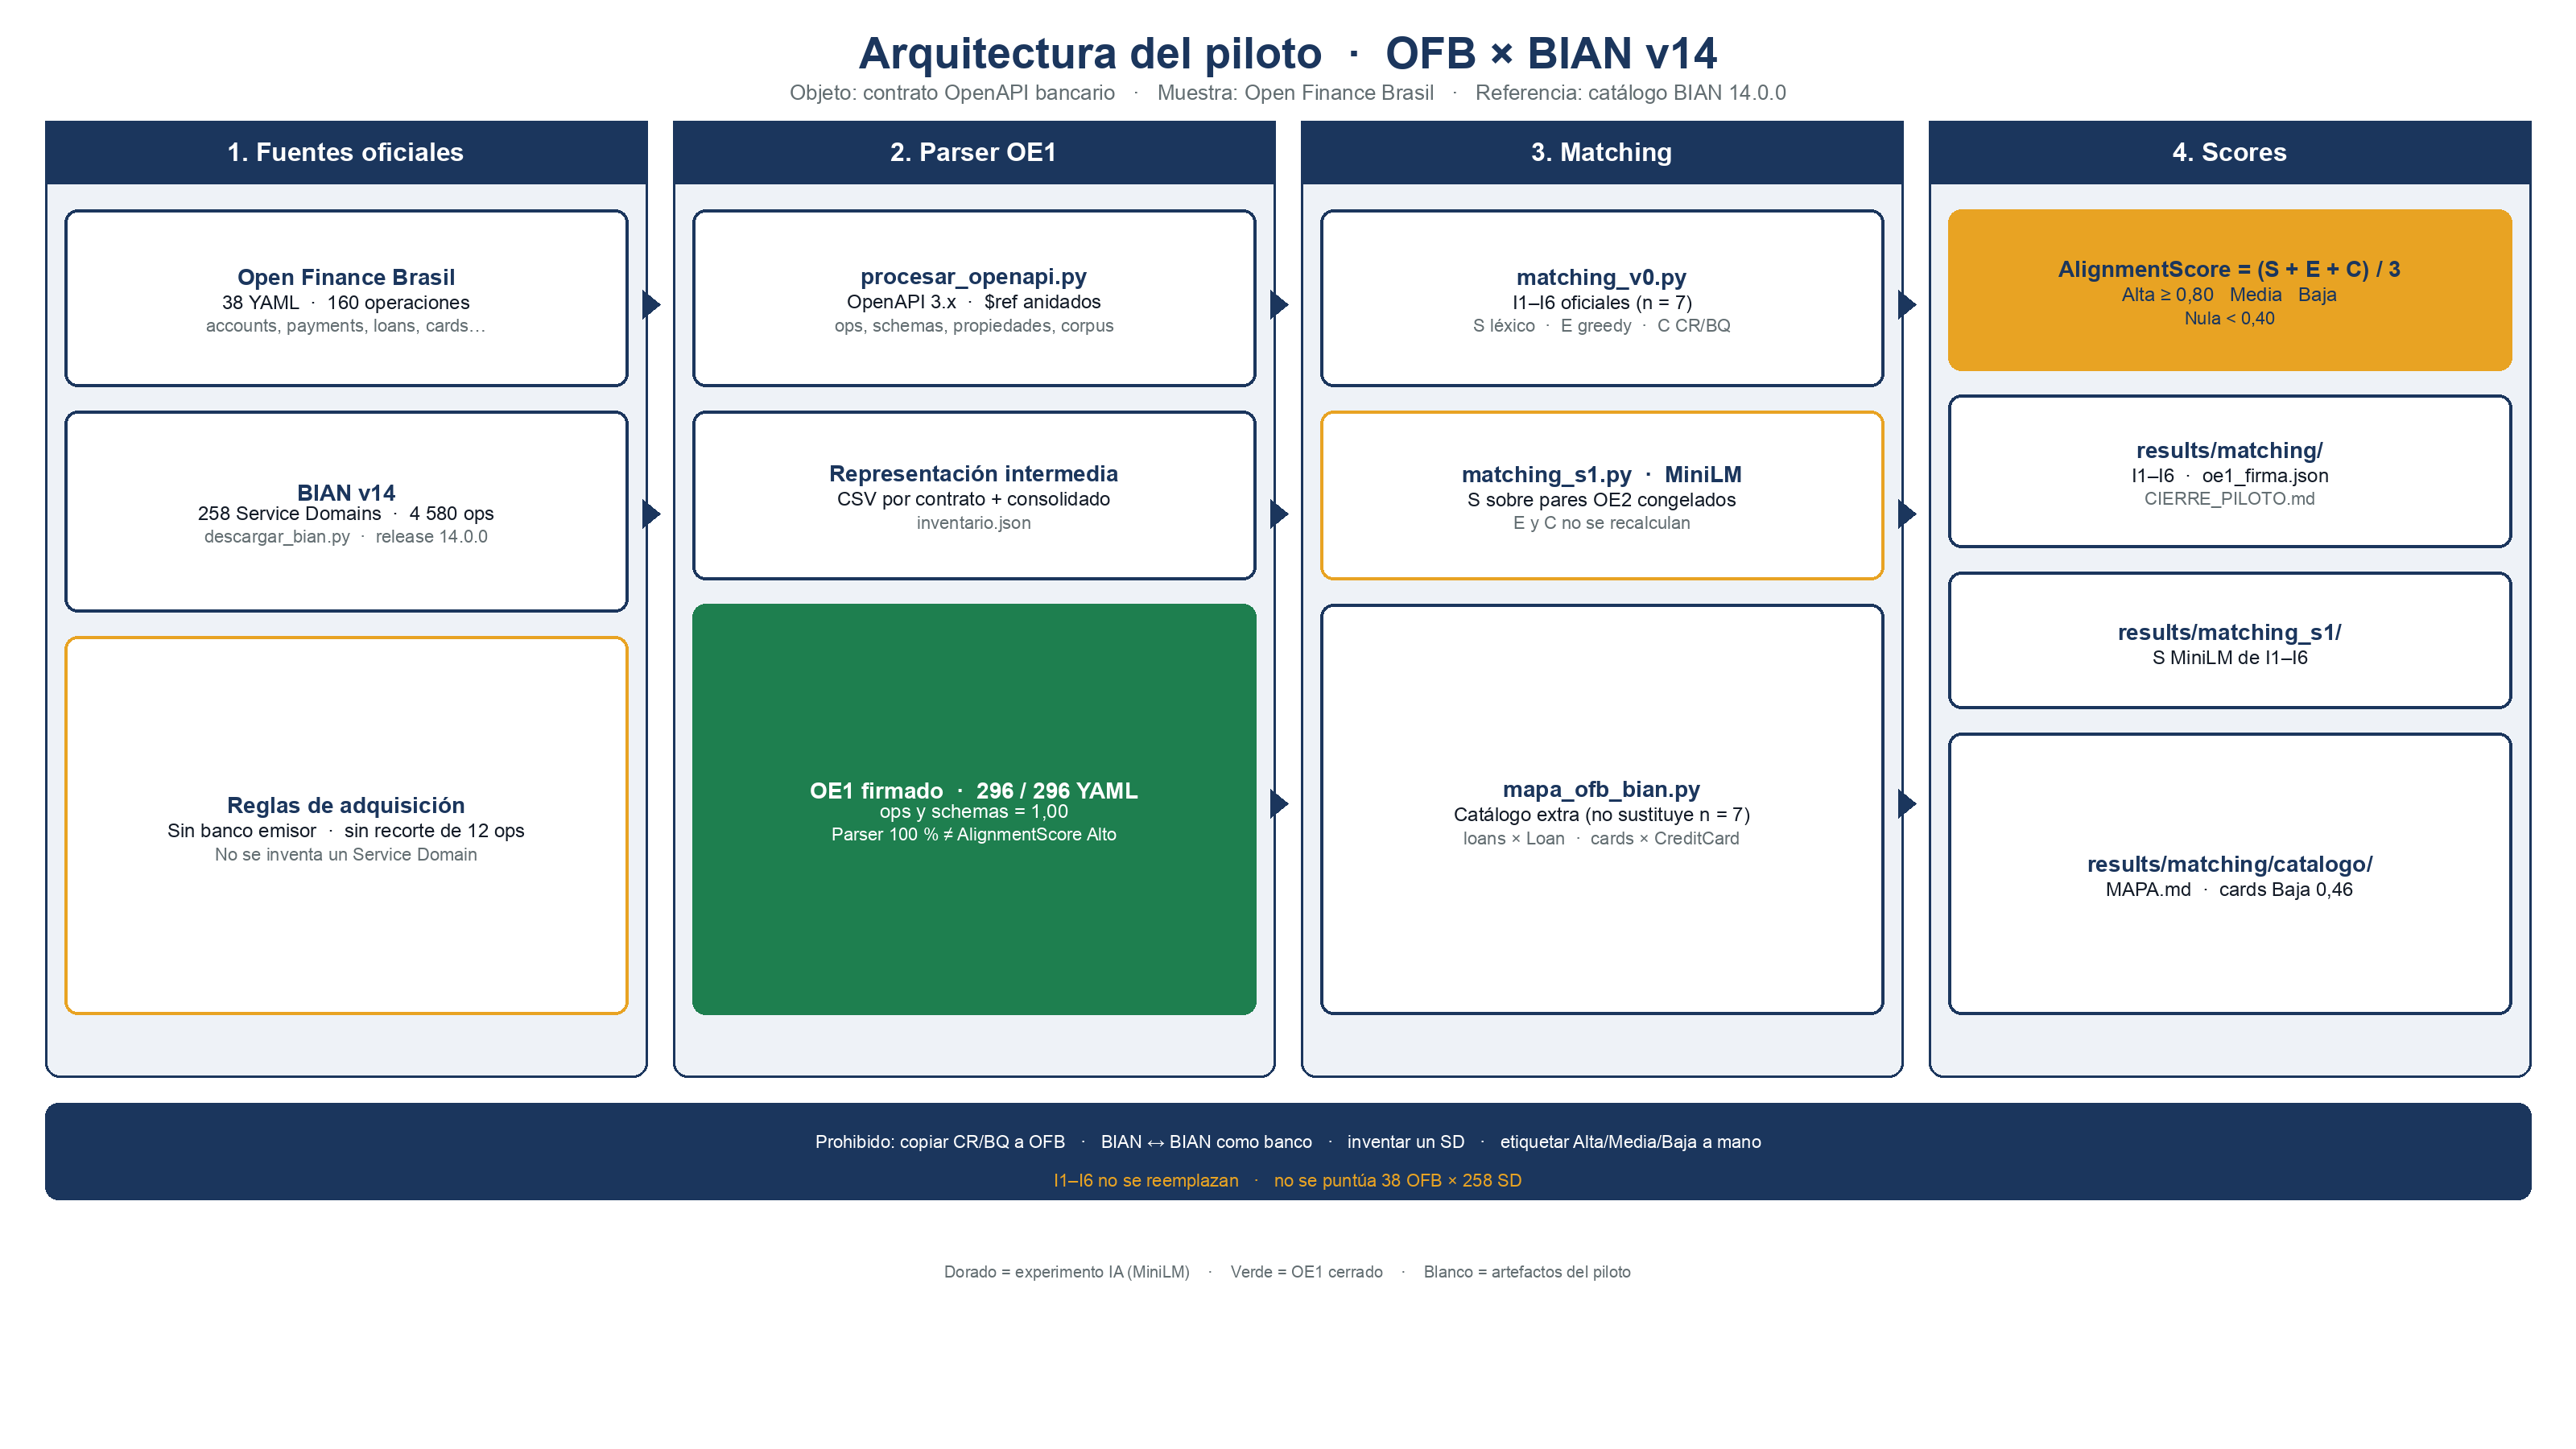 Arquitectura del piloto · OFB × BIAN v14
Objeto: contrato OpenAPI bancario · Muestra: Open Finance Brasil · Referencia: catálogo BIAN 14.0.0
1. Fuentes oficiales
Open Finance Brasil
38 YAML · 160 operaciones
accounts, payments, loans, cards…
BIAN v14
258 Service Domains · 4 580 ops
descargar_bian.py · release 14.0.0
Reglas de adquisición
Sin banco emisor · sin recorte de 12 ops
No se inventa un Service Domain
2. Parser OE1
procesar_openapi.py
OpenAPI 3.x · $ref anidados
ops, schemas, propiedades, corpus
Representación intermedia
CSV por contrato + consolidado
inventario.json
OE1 firmado · 296 / 296 YAML
ops y schemas = 1,00
Parser 100 % ≠ AlignmentScore Alto
3. Matching
matching_v0.py
I1–I6 oficiales (n = 7)
S léxico · E greedy · C CR/BQ
matching_s1.py · MiniLM
S sobre pares OE2 congelados
E y C no se recalculan
mapa_ofb_bian.py
Catálogo extra (no sustituye n = 7)
loans × Loan · cards × CreditCard
4. Scores
AlignmentScore = (S + E + C) / 3
Alta ≥ 0,80 Media Baja
Nula < 0,40
results/matching/
I1–I6 · oe1_firma.json
CIERRE_PILOTO.md
results/matching_s1/
S MiniLM de I1–I6
results/matching/catalogo/
MAPA.md · cards Baja 0,46
Prohibido: copiar CR/BQ a OFB · BIAN ↔ BIAN como banco · inventar un SD · etiquetar Alta/Media/Baja a mano
I1–I6 no se reemplazan · no se puntúa 38 OFB × 258 SD
Dorado = experimento IA (MiniLM) · Verde = OE1 cerrado · Blanco = artefactos del piloto